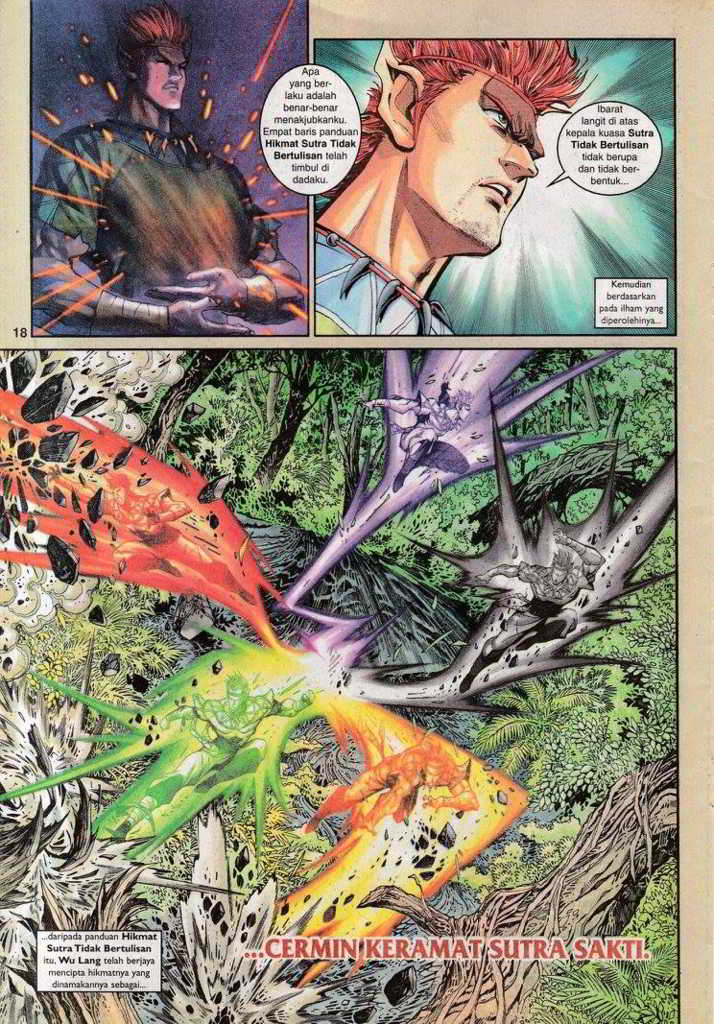 Apa
yang ber-
laku adalah
benar-benar
menakjubkanku.
Empat baris panduan
Hikmat Sutra Tidak
Bertulisan telah
timbul di
dadaku.
Ibarat
langit di atas
kepala kuasa Sutra
Tidak Bertulisan
tidak berupa
dan tidak ber-
bentuk...
Kemudian
berdasarkan
pada ilham yang
diperolehinya...
18
...daripada panduan Hikmat
Sutra Tidak Bertulisan
itu, Wu Lang telah berjaya
mencipta hikmatnya yang
dinamakannya sebagai...
...CERMIN KERAMAT SUTRA SAKTI.